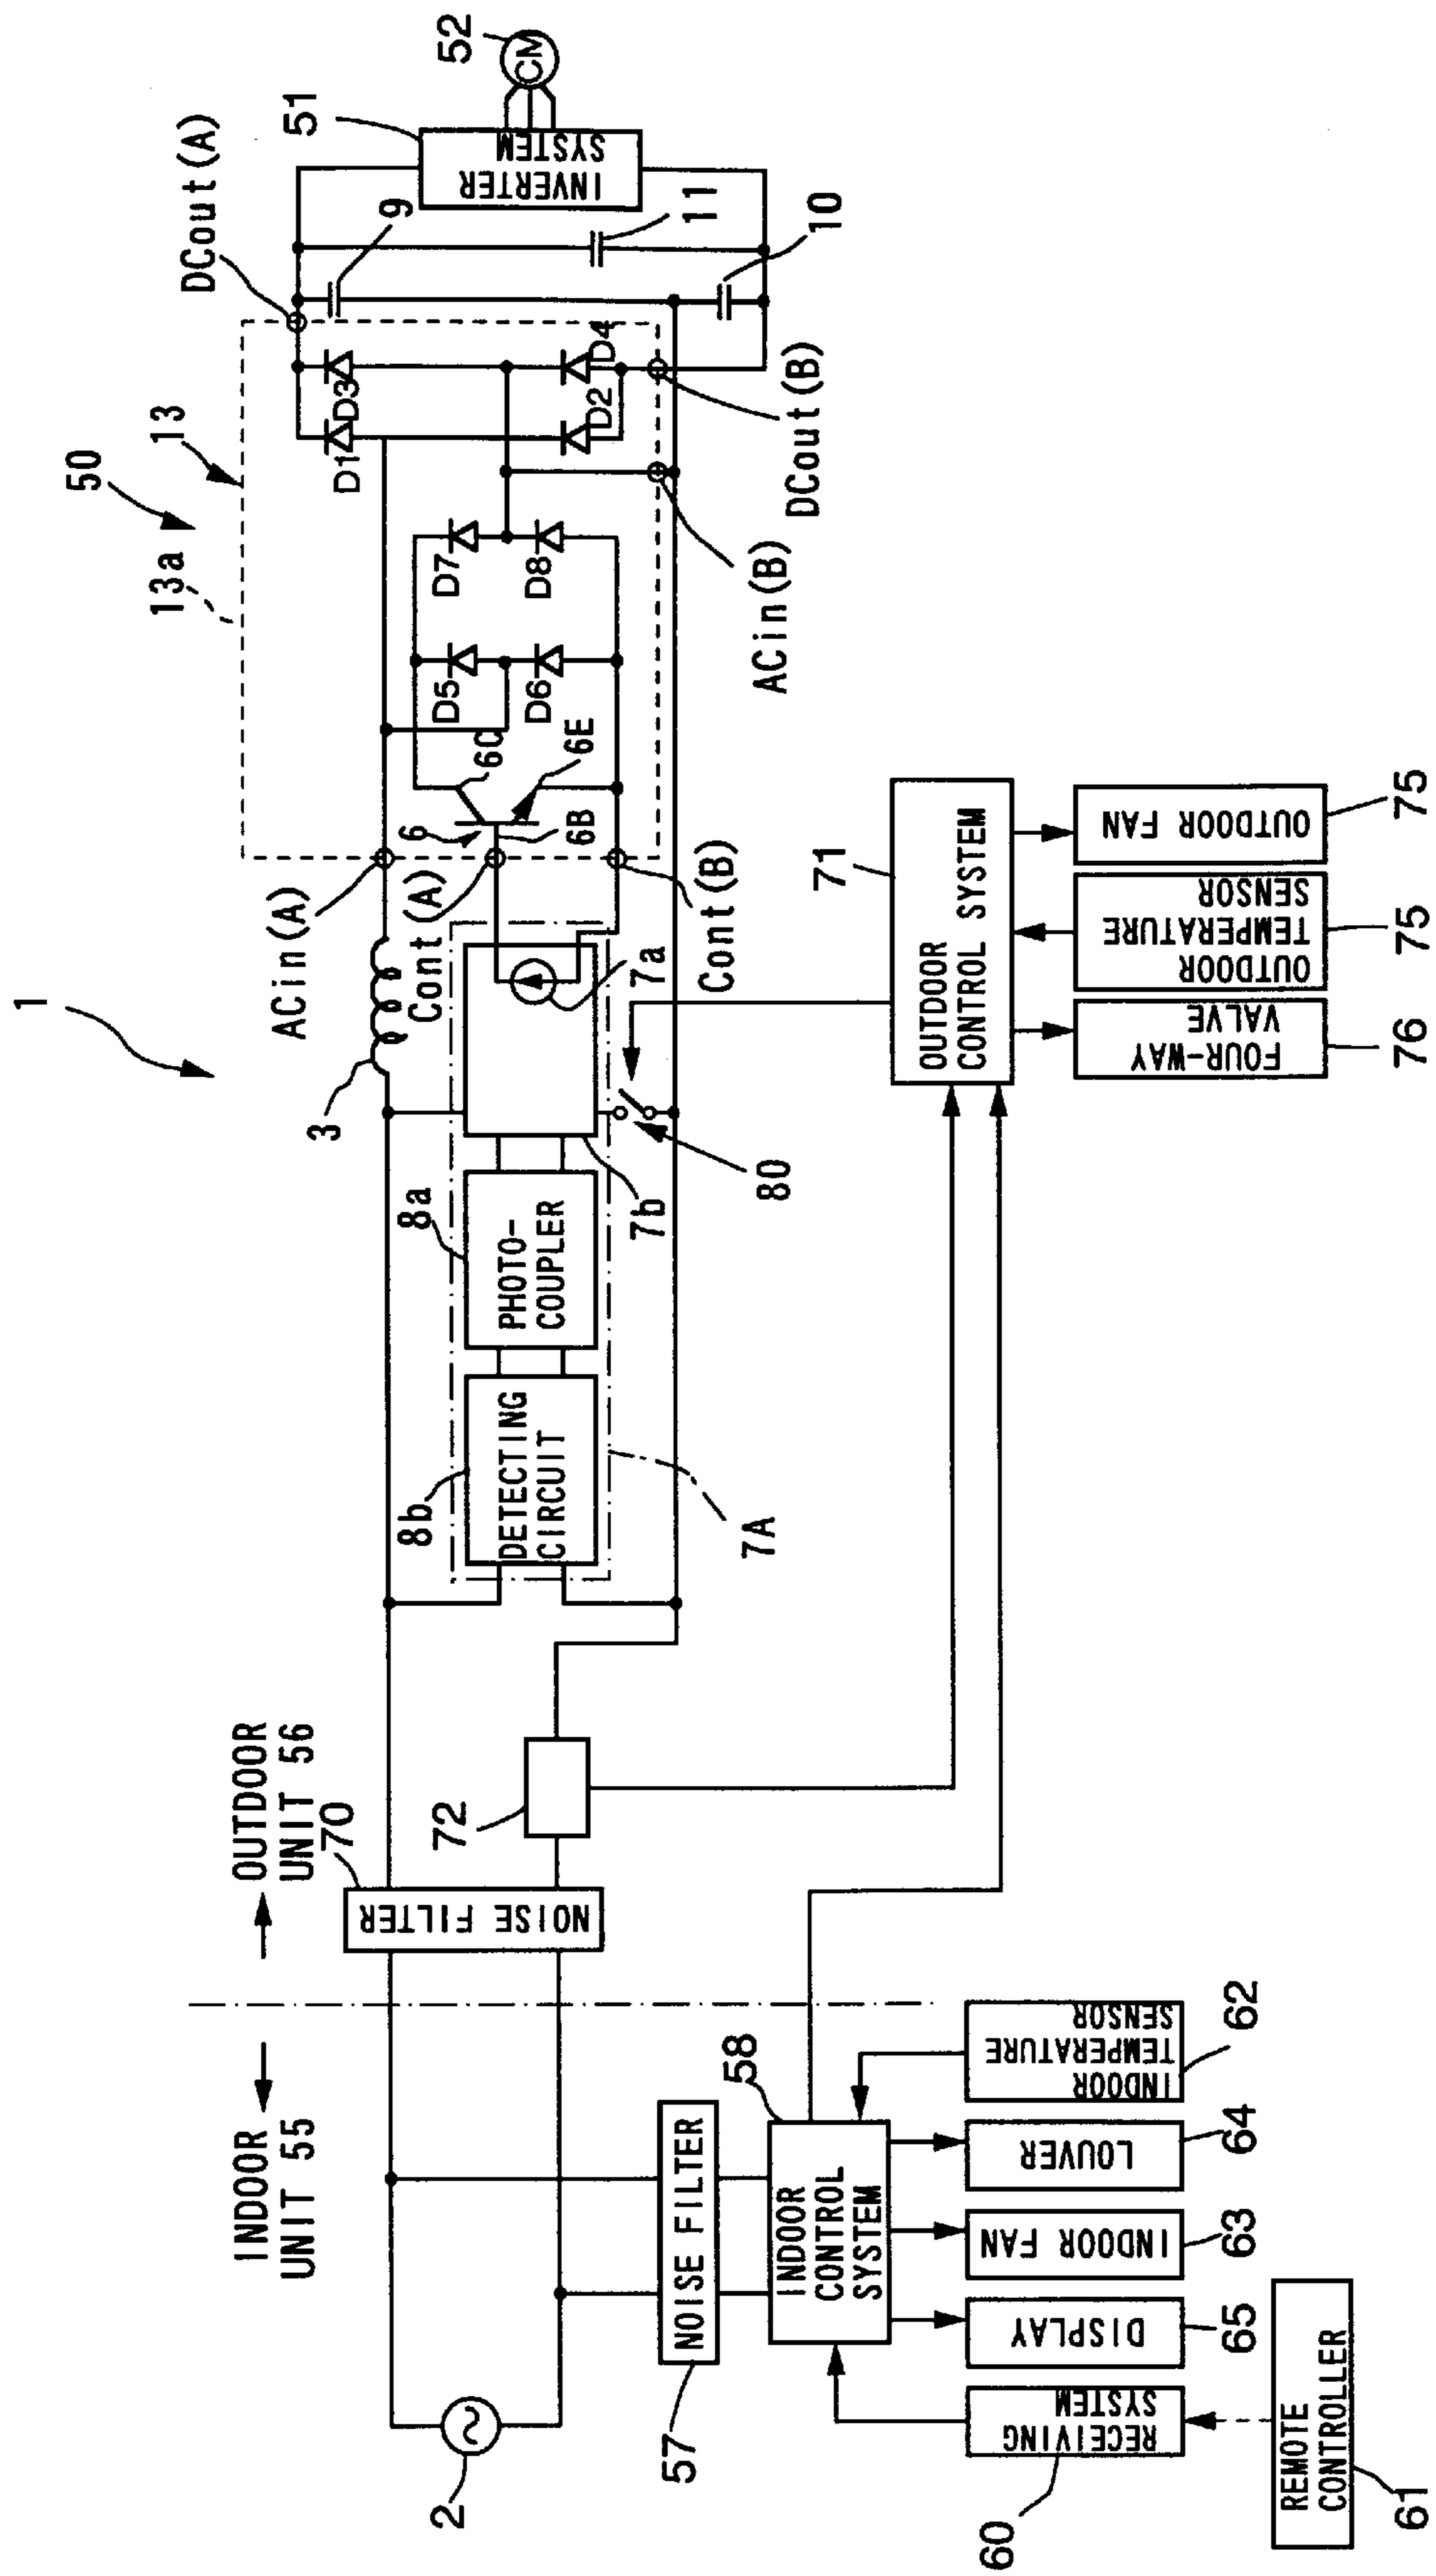 1
50
13
13a
DCout(A)
51
52
CM
INVERTER
SYSTEM
9
11
10
D1
D3
D2
D4
D7
D8
D5
D6
DCout(B)
ACin(B)
6
6C
6E
6B
ACin(A)
Cont(A)
Cont(B)
3
7a
7b
80
8a
PHOTO-
COUPLER
8b
DETECTING
CIRCUIT
7A
INDOOR
UNIT 55
OUTDOOR
UNIT 56
70
NOISE FILTER
72
71
OUTDOOR
CONTROL SYSTEM
OUTDOOR FAN
75
OUTDOOR
TEMPERATURE
SENSOR
75
FOUR-WAY
VALVE
76
2
NOISE FILTER
57
58
INDOOR
CONTROL
SYSTEM
INDOOR
TEMPERATURE
SENSOR
62
LOUVER
64
INDOOR FAN
63
DISPLAY
65
RECEIVING
SYSTEM
60
REMOTE
CONTROLLER
61